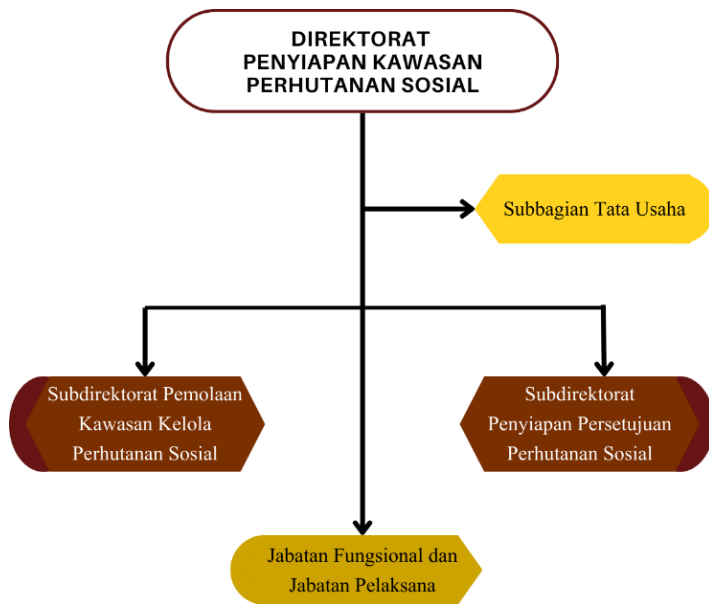 DIREKTORAT
PENYIAPAN KAWASAN
PERHUTANAN SOSIAL
Subbagian Tata Usaha
Subdirektorat Pemolaan
Kawasan Kelola
Perhutanan Sosial
Subdirektorat
Penyiapan Persetujuan
Perhutanan Sosial
Jabatan Fungsional dan
Jabatan Pelaksana